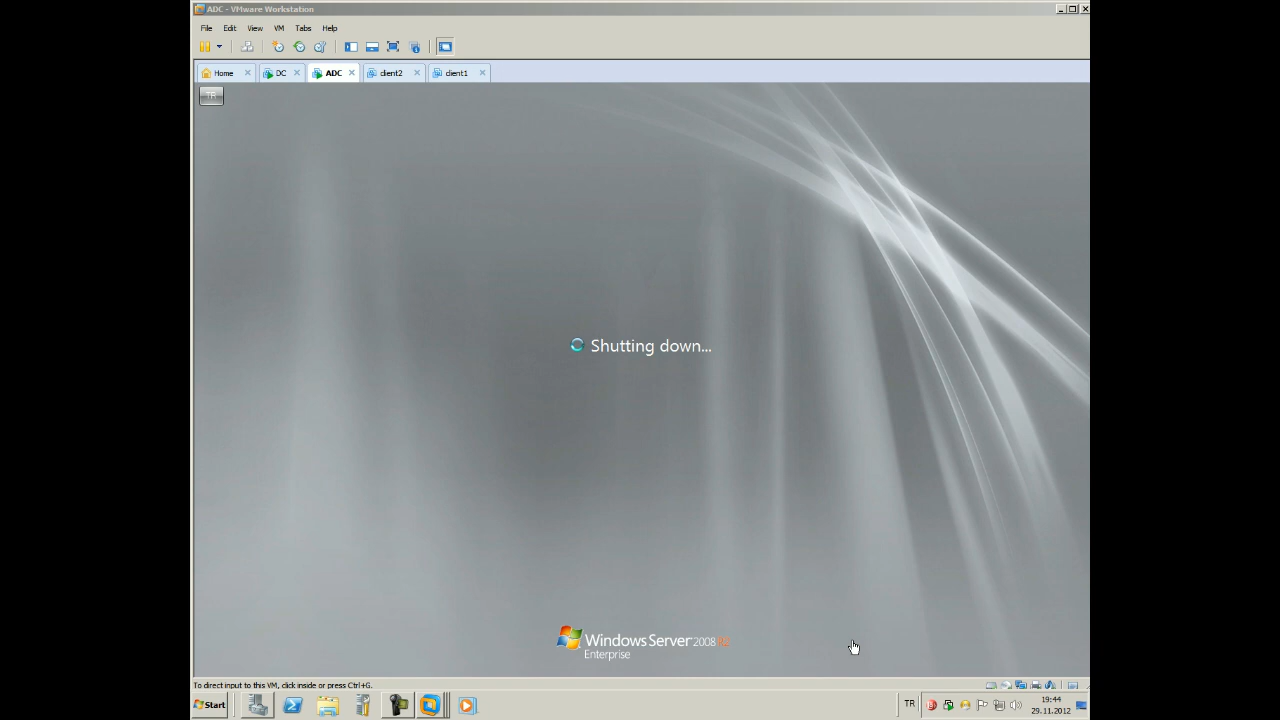 ADC - VMware Workstation
File Edit View VM Tabs Help
Home DC ADC client2 client1
TR
Shutting down...
Windows Server 2008 R2
Enterprise
To direct input to this VM, click inside or press Ctrl+G.
Start TR 19:44
29.11.2012